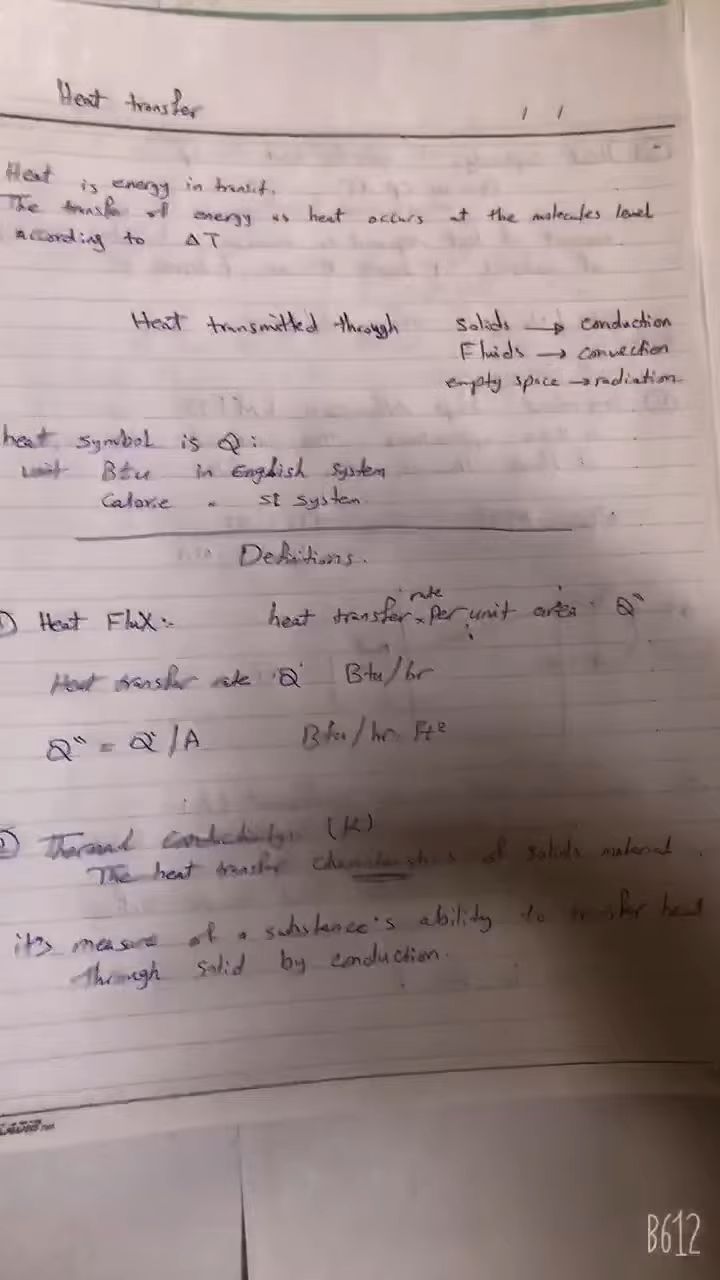 Heat transfer / /
Heat is energy in transit.
The transfer of energy as heat occurs at the molecules level
according to ΔT
Heat transmitted through solids → conduction
Fluids → convection
empty space → radiation
heat symbol is Q:
unit Btu in English system
Calorie " SI system
Definitions.
1) Heat Flux:- heat transfer rate per unit area: Q"
Heat transfer rate Q̇ Btu/hr
Q" = Q̇/A Btu/hr. Ft²
2) Thermal conductivity: (K)
The heat transfer characteristics of solids material
it's measure of a substance's ability to transfer heat
through solid by conduction.
B612